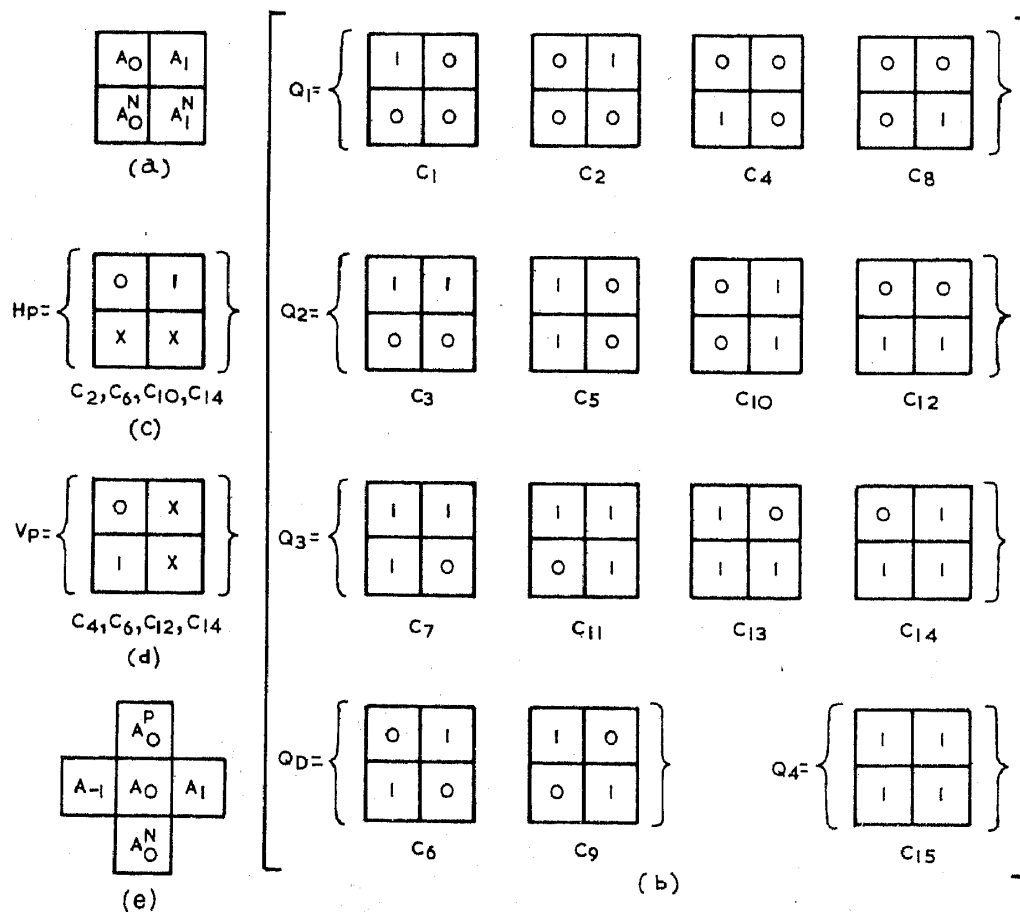 A₀ A₁
A₀ᴺ A₁ᴺ
(a)
Hp= 0 1
X X
C₂,C₆,C₁₀,C₁₄
(c)
Vp= 0 X
1 X
C₄,C₆,C₁₂,C₁₄
(d)
A₀ᴾ
A₋₁ A₀ A₁
A₀ᴺ
(e)
Q₁= 1 0 0 1 0 0 0 0
0 0 0 0 1 0 0 1
C₁ C₂ C₄ C₈
Q₂= 1 1 1 0 0 1 0 0
0 0 1 0 0 1 1 1
C₃ C₅ C₁₀ C₁₂
Q₃= 1 1 1 1 1 0 0 1
1 0 0 1 1 1 1 1
C₇ C₁₁ C₁₃ C₁₄
QD= 0 1 1 0 Q₄= 1 1
1 0 0 1 1 1
C₆ C₉ C₁₅
(b)